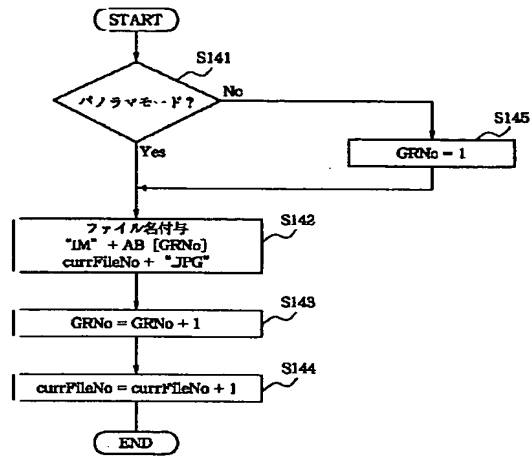 START
S141
パノラマモード?
No
Yes
S145
GRNo = 1
ファイル名付与
"IM" + AB [GRNo]
currFileNo + ".JPG"
S142
S143
GRNo = GRNo + 1
S144
currFileNo = currFileNo + 1
END